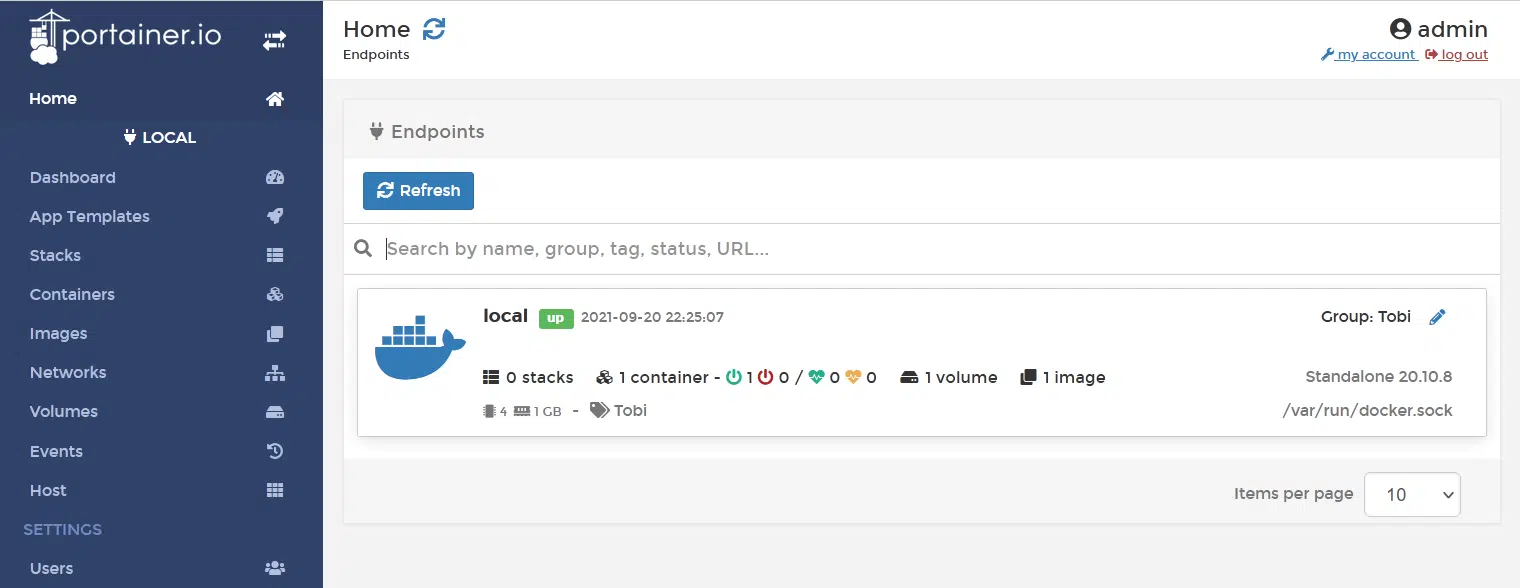 portainer.io
Home
LOCAL
Dashboard
App Templates
Stacks
Containers
Images
Networks
Volumes
Events
Host
SETTINGS
Users
Home
Endpoints
admin
my account log out
Endpoints
Refresh
Search by name, group, tag, status, URL...
local up 2021-09-20 22:25:07 Group: Tobi
0 stacks 1 container - 1 0 / 0 0 1 volume 1 image Standalone 20.10.8
4 1 GB - Tobi /var/run/docker.sock
Items per page 10